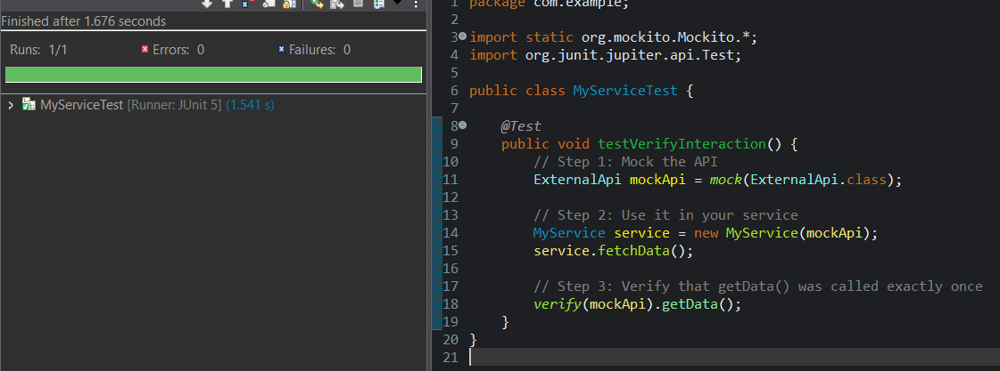 Finished after 1.676 seconds
Runs: 1/1 Errors: 0 Failures: 0
MyServiceTest [Runner: JUnit 5] (1.541 s)
1 package com.example;
2
3 import static org.mockito.Mockito.*;
4 import org.junit.jupiter.api.Test;
5
6 public class MyServiceTest {
7
8 @Test
9 public void testVerifyInteraction() {
10 // Step 1: Mock the API
11 ExternalApi mockApi = mock(ExternalApi.class);
12
13 // Step 2: Use it in your service
14 MyService service = new MyService(mockApi);
15 service.fetchData();
16
17 // Step 3: Verify that getData() was called exactly once
18 verify(mockApi).getData();
19 }
20 }
21